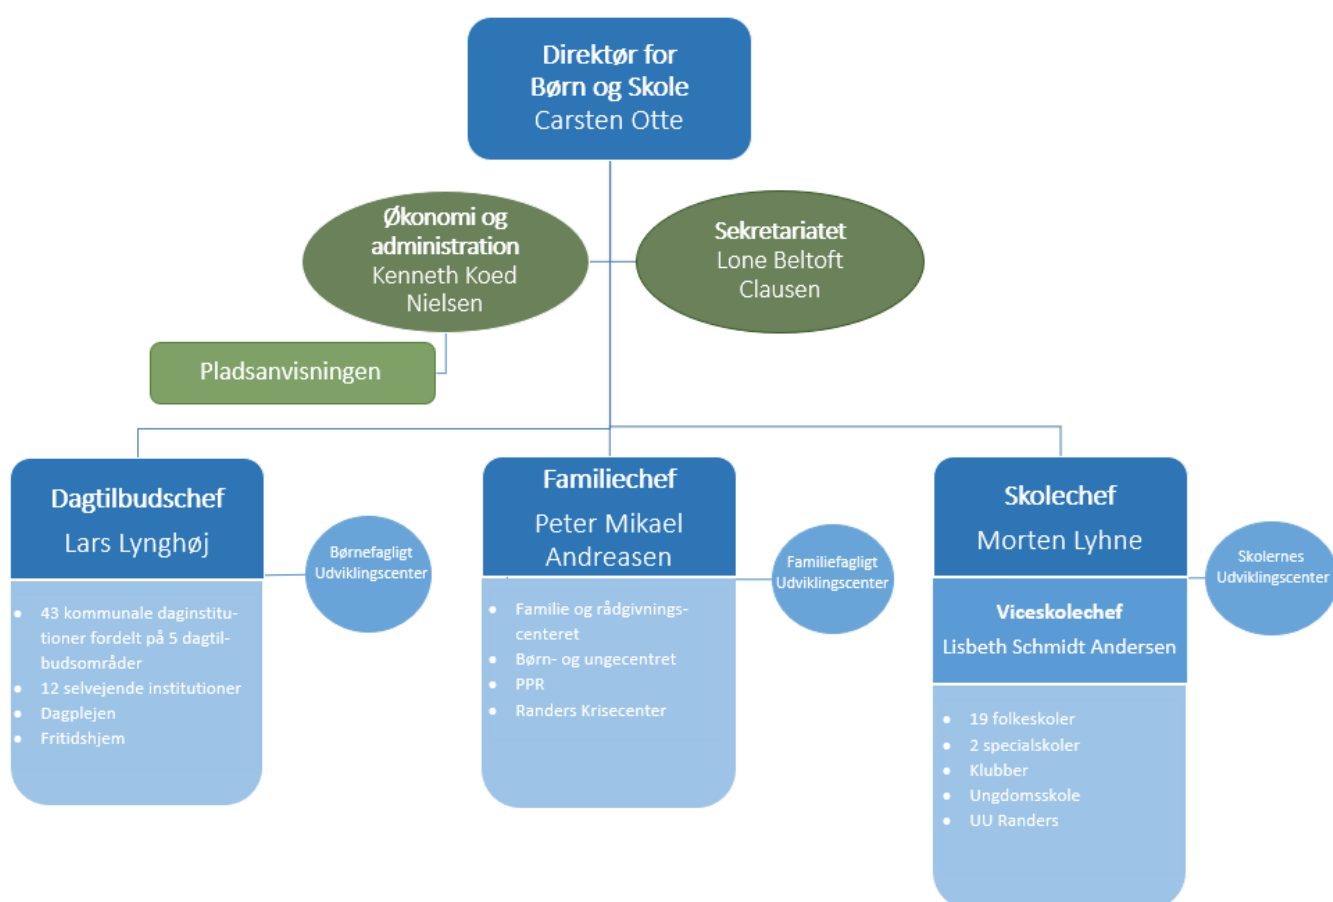 Direktør for
Børn og Skole
Carsten Otte
Økonomi og
administration
Kenneth Koed
Nielsen
Sekretariatet
Lone Beltoft
Clausen
Pladsanvisningen
Dagtilbudschef
Lars Lynghøj
Børnefagligt
Udviklingscenter
• 43 kommunale daginstitu-
tioner fordelt på 5 dagtil-
budsområder
• 12 selvejende institutioner
• Dagplejen
• Fritidshjem
Familiechef
Peter Mikael
Andreasen
Familiefagligt
Udviklingscenter
• Familie og rådgivnings-
centeret
• Børn- og ungecentret
• PPR
• Randers Krisecenter
Skolechef
Morten Lyhne
Skolernes
Udviklingscenter
Viceskolechef
Lisbeth Schmidt Andersen
• 19 folkeskoler
• 2 specialskoler
• Klubber
• Ungdomsskole
• UU Randers